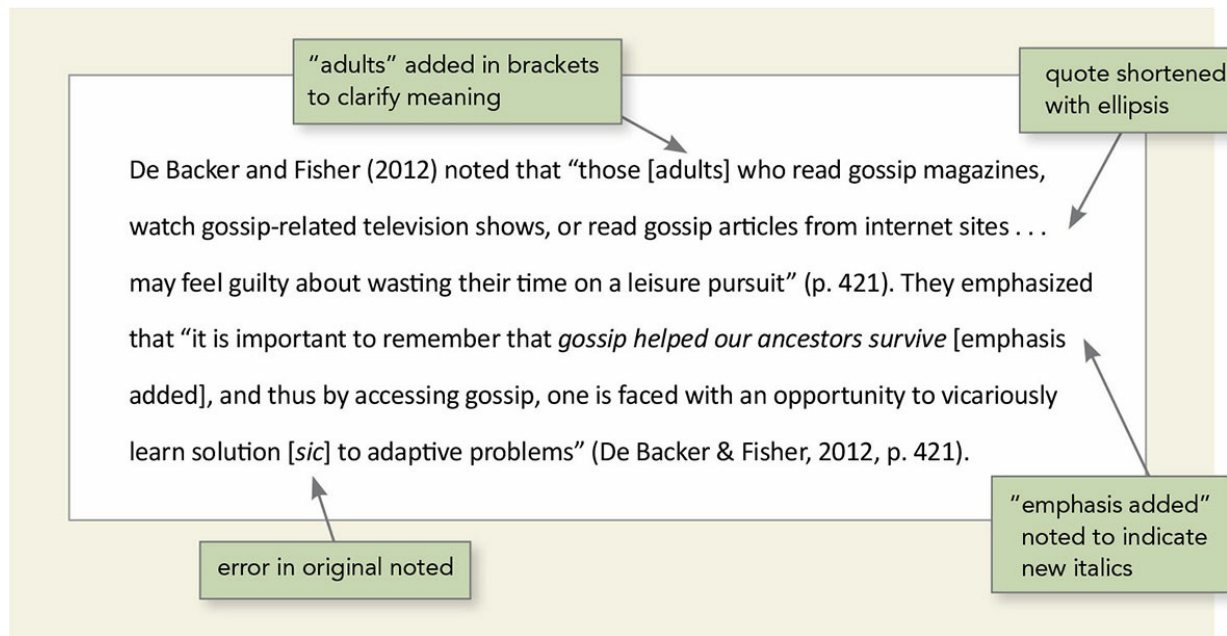 “adults” added in brackets
to clarify meaning
quote shortened
with ellipsis
De Backer and Fisher (2012) noted that “those [adults] who read gossip magazines,
watch gossip-related television shows, or read gossip articles from internet sites . . .
may feel guilty about wasting their time on a leisure pursuit” (p. 421). They emphasized
that “it is important to remember that gossip helped our ancestors survive [emphasis
added], and thus by accessing gossip, one is faced with an opportunity to vicariously
learn solution [sic] to adaptive problems” (De Backer & Fisher, 2012, p. 421).
“emphasis added”
noted to indicate
new italics
error in original noted